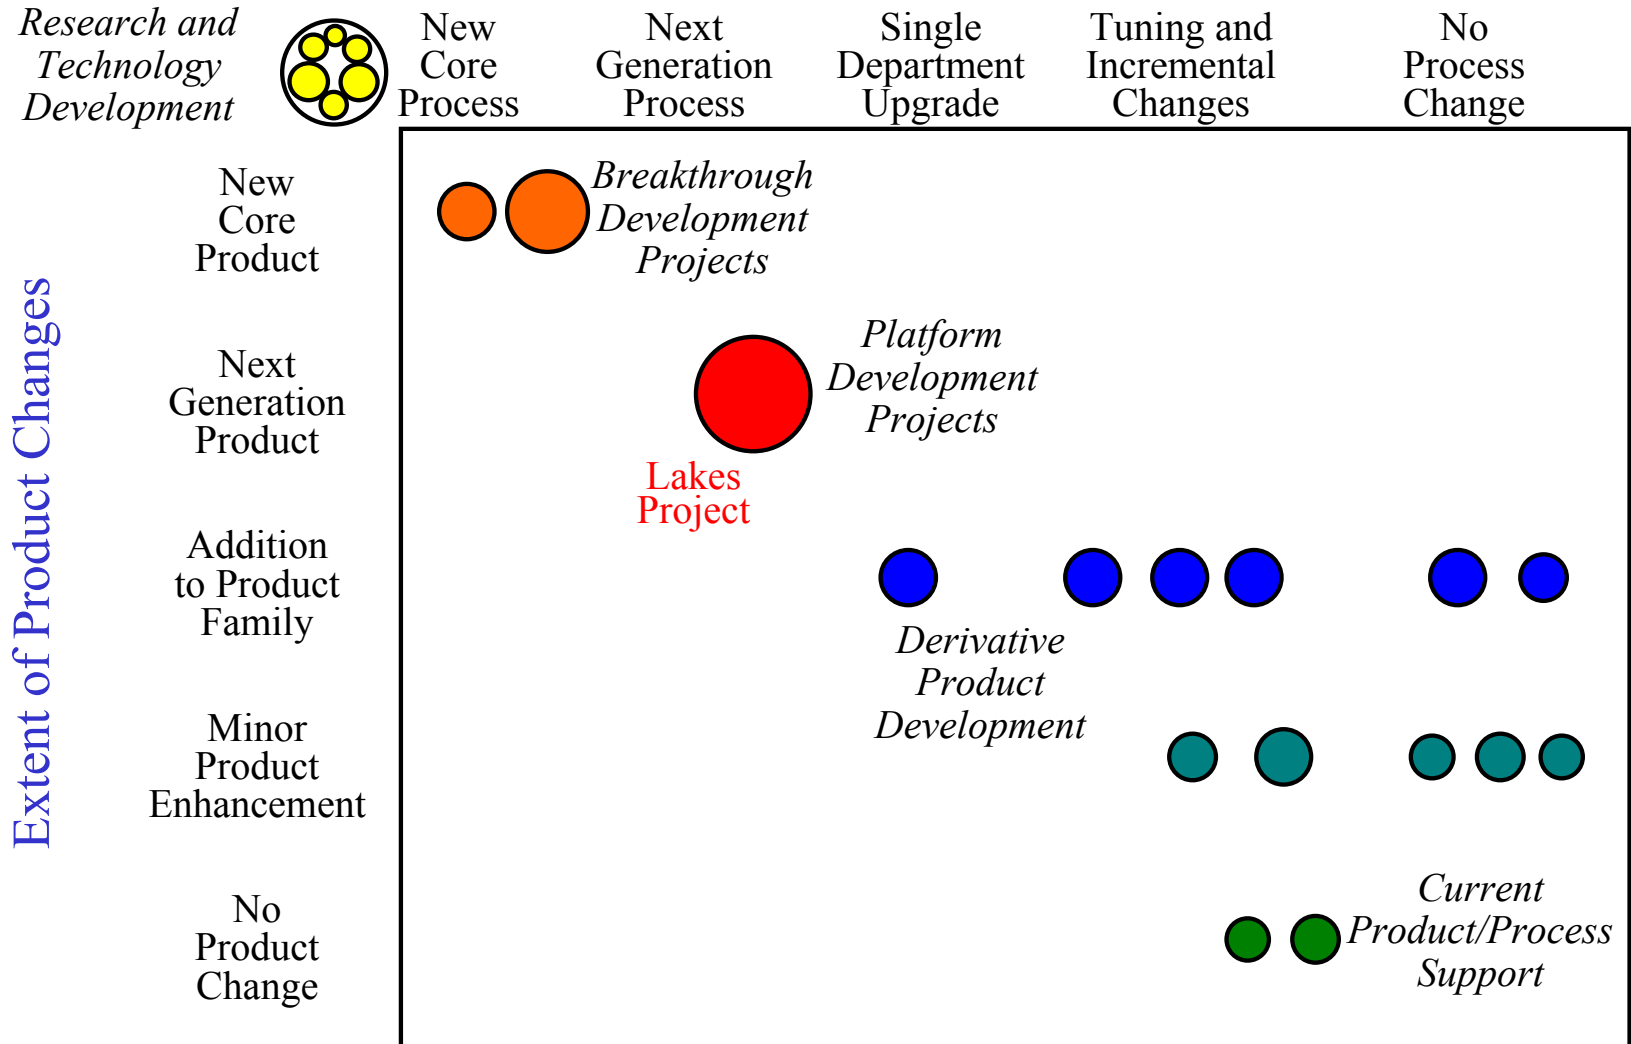 Research and
Technology
Development
New
Core
Process
Next
Generation
Process
Single
Department
Upgrade
Tuning and
Incremental
Changes
No
Process
Change
Extent of Product Changes
New
Core
Product
Breakthrough
Development
Projects
Next
Generation
Product
Platform
Development
Projects
Lakes
Project
Addition
to Product
Family
Derivative
Product
Development
Minor
Product
Enhancement
No
Product
Change
Current
Product/Process
Support